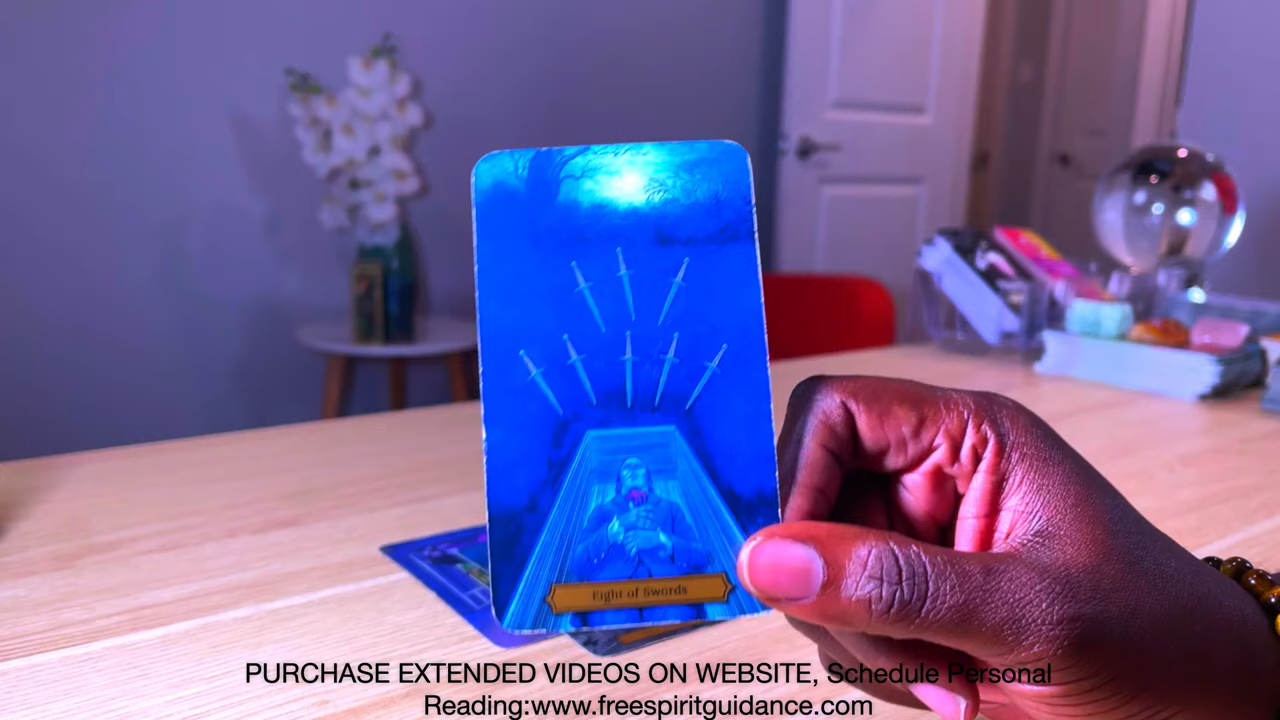 Eight of Swords
PURCHASE EXTENDED VIDEOS ON WEBSITE, Schedule Personal
Reading:www.freespiritguidance.com